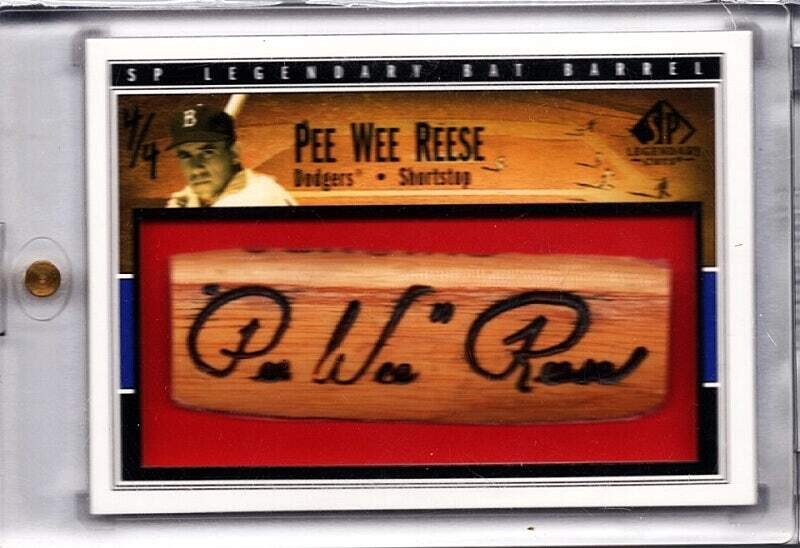 SP LEGENDARY BAT BARREL
4/4
B
PEE WEE REESE
Dodgers® • Shortstop
SP
LEGENDARY
CUTS
"Pee Wee" Reese